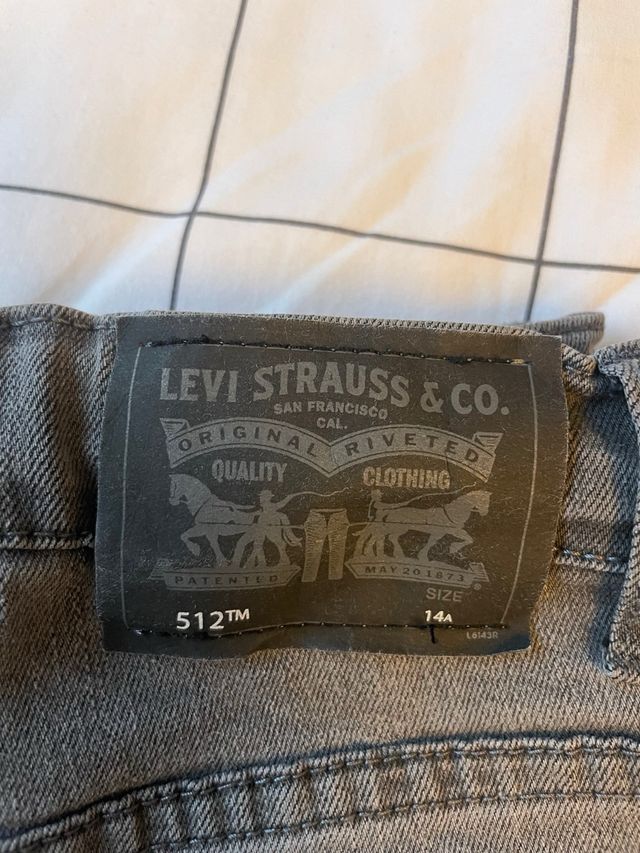 LEVI STRAUSS & CO.
SAN FRANCISCO
CAL.
ORIGINAL RIVETED
QUALITY CLOTHING
PATENTED MAY 20 1873
SIZE
512™ 14A
L6143R